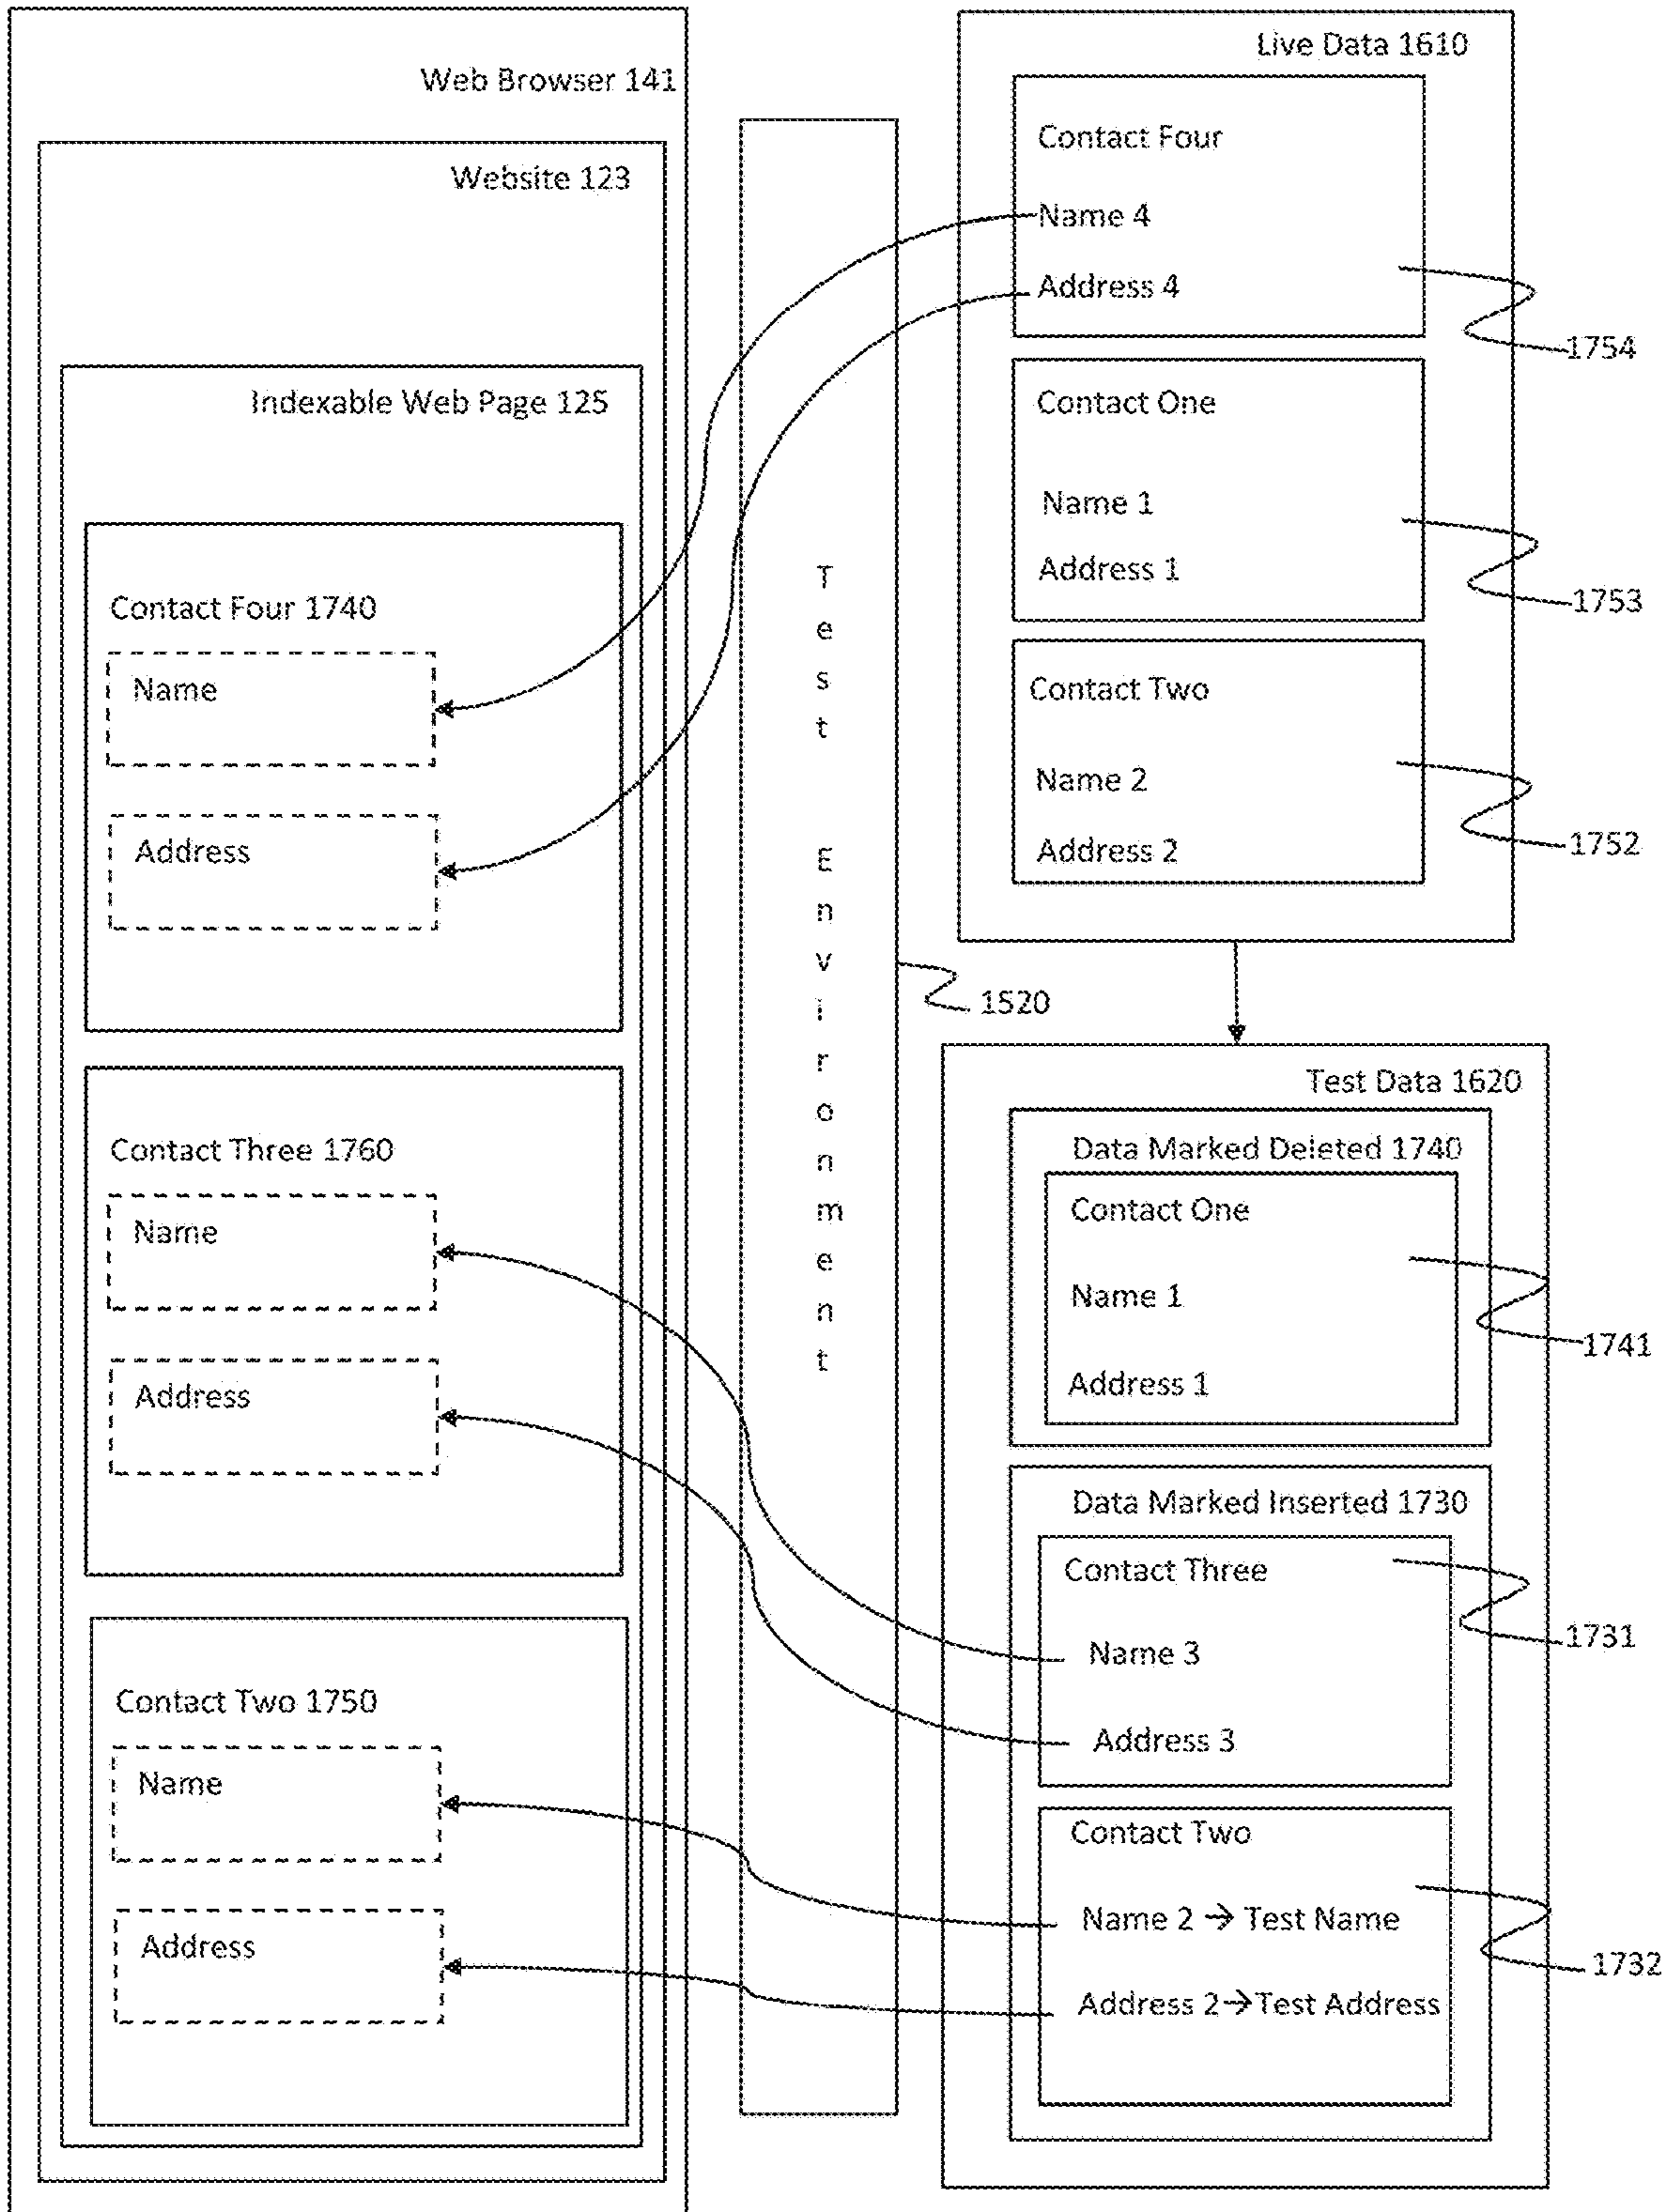 Web Browser 141
Website 123
Indexable Web Page 125
Contact Four 1740
Name
Address
Contact Three 1760
Name
Address
Contact Two 1750
Name
Address
Test Environment
1520
Live Data 1610
Contact Four
Name 4
Address 4
1754
Contact One
Name 1
Address 1
1753
Contact Two
Name 2
Address 2
1752
Test Data 1620
Data Marked Deleted 1740
Contact One
Name 1
Address 1
1741
Data Marked Inserted 1730
Contact Three
Name 3
Address 3
1731
Contact Two
Name 2 → Test Name
Address 2→Test Address
1732